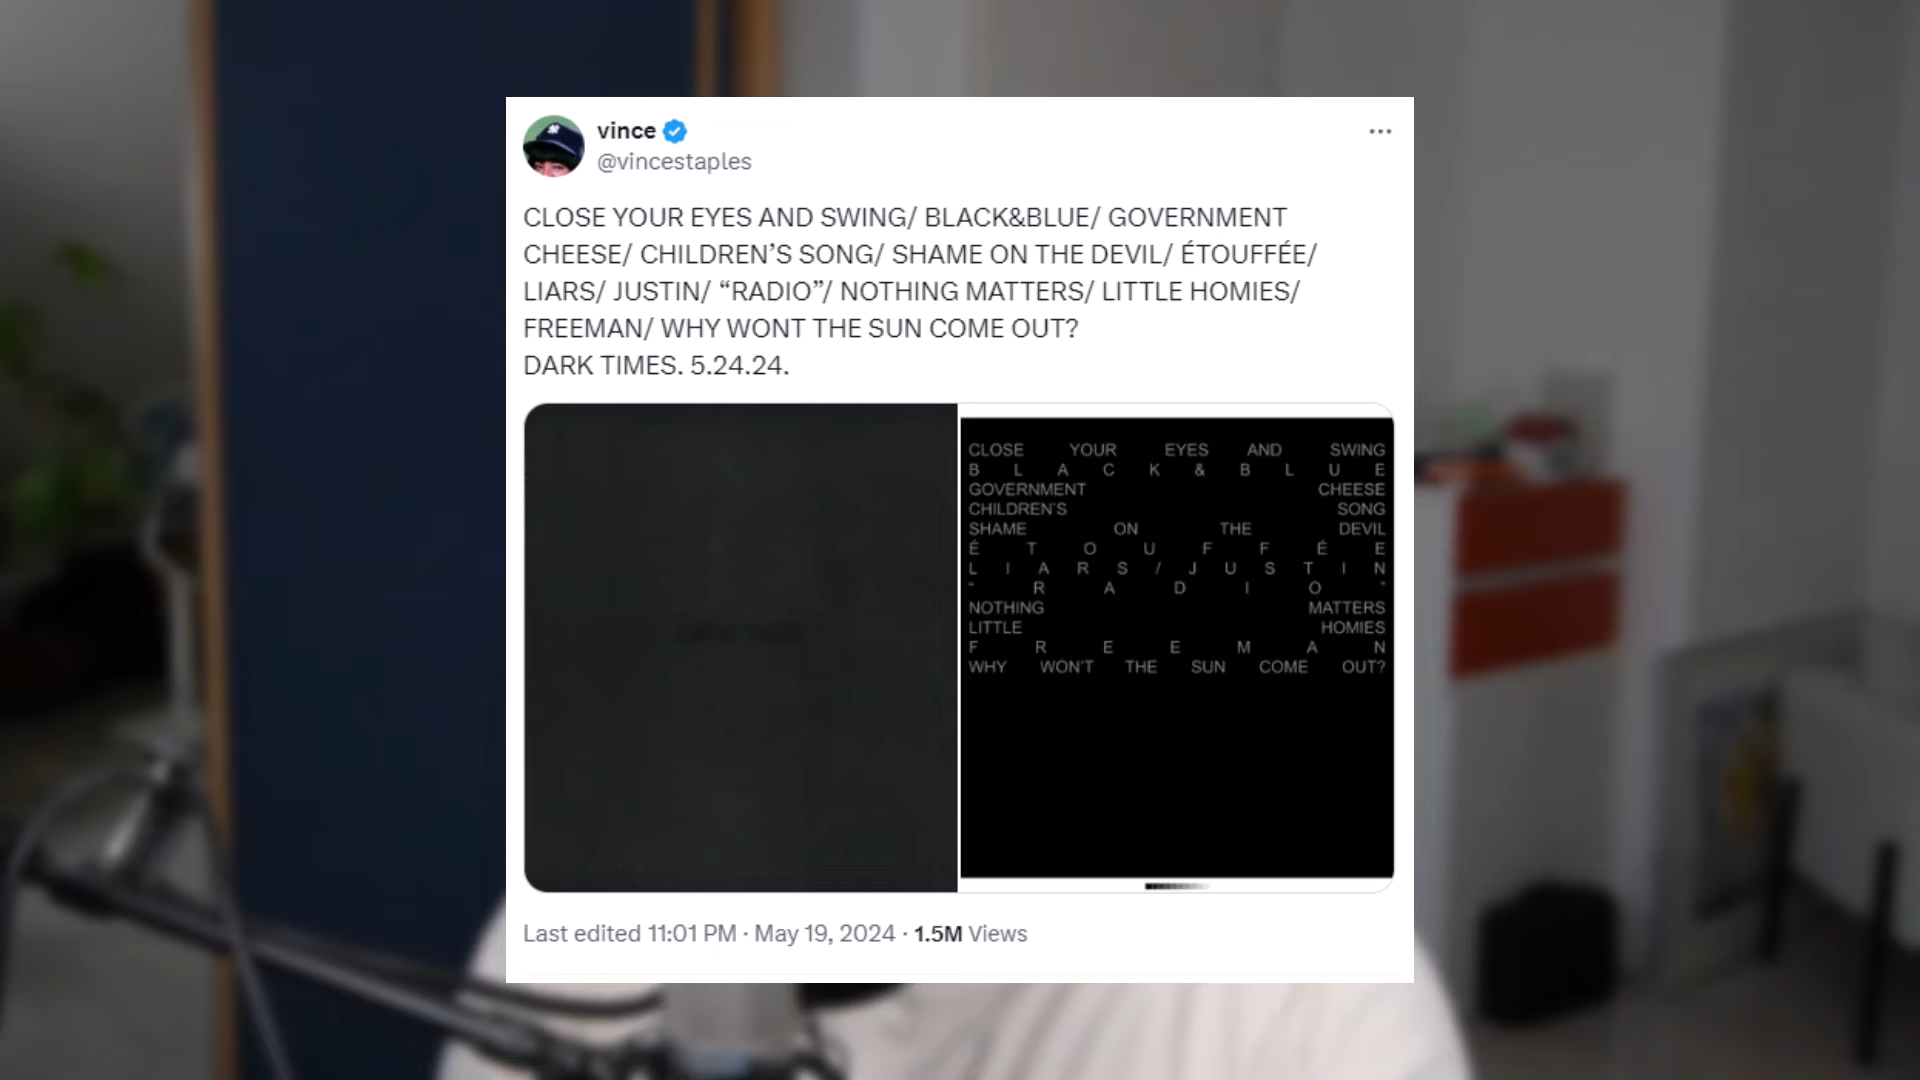 vince
@vincestaples
CLOSE YOUR EYES AND SWING/ BLACK&BLUE/ GOVERNMENT
CHEESE/ CHILDREN’S SONG/ SHAME ON THE DEVIL/ ÉTOUFFÉE/
LIARS/ JUSTIN/ “RADIO”/ NOTHING MATTERS/ LITTLE HOMIES/
FREEMAN/ WHY WONT THE SUN COME OUT?
DARK TIMES. 5.24.24.
CLOSE YOUR EYES AND SWING
B L A C K & B L U E
GOVERNMENT CHEESE
CHILDREN'S SONG
SHAME ON THE DEVIL
É T O U F F É E
L I A R S / J U S T I N
" R A D I O "
NOTHING MATTERS
LITTLE HOMIES
F R E E M A N
WHY WON'T THE SUN COME OUT?
Last edited 11:01 PM · May 19, 2024 · 1.5M Views